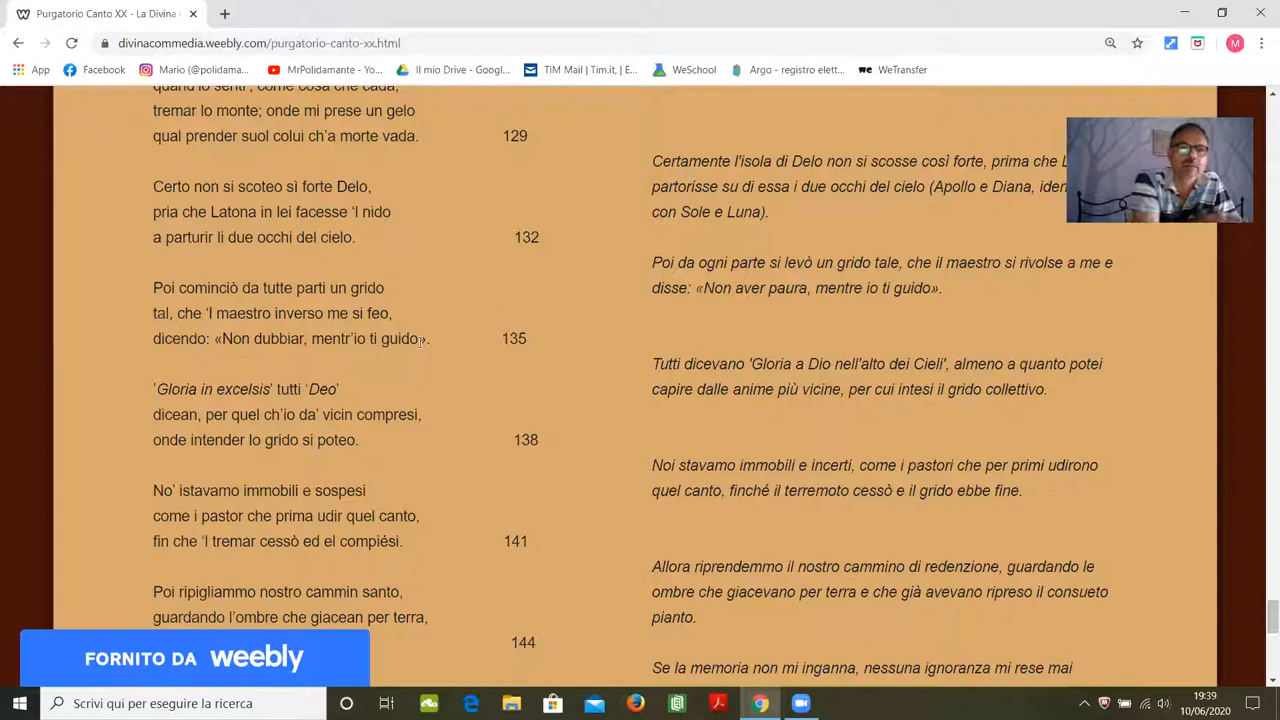 Purgatorio Canto XX - La Divina
divinacommedia.weebly.com/purgatorio-canto-xx.html
App
Facebook
Mario (@polidama...
MrPolidamante - Yo...
Il mio Drive - Googl...
TIM Mail | Tim.it, | E...
WeSchool
Argo - registro elett...
WeTransfer
quand'io senti', come cosa che cada,
tremar lo monte; onde mi prese un gelo
qual prender suol colui ch'a morte vada.
129
Certo non si scoteo sì forte Delo,
pria che Latona in lei facesse 'l nido
a parturir li due occhi del cielo.
132
Poi cominciò da tutte parti un grido
tal, che 'l maestro inverso me si feo,
dicendo: «Non dubbiar, mentr'io ti guido».
135
'Gloria in excelsis' tutti 'Deo'
dicean, per quel ch'io da' vicin compresi,
onde intender lo grido si poteo.
138
No' istavamo immobili e sospesi
come i pastor che prima udir quel canto,
fin che 'l tremar cessò ed el compiési.
141
Poi ripigliammo nostro cammin santo,
guardando l'ombre che giacean per terra,
144
Certamente l'isola di Delo non si scosse così forte, prima che L
partorisse su di essa i due occhi del cielo (Apollo e Diana, iden
con Sole e Luna).
Poi da ogni parte si levò un grido tale, che il maestro si rivolse a me e
disse: «Non aver paura, mentre io ti guido».
Tutti dicevano 'Gloria a Dio nell'alto dei Cieli', almeno a quanto potei
capire dalle anime più vicine, per cui intesi il grido collettivo.
Noi stavamo immobili e incerti, come i pastori che per primi udirono
quel canto, finché il terremoto cessò e il grido ebbe fine.
Allora riprendemmo il nostro cammino di redenzione, guardando le
ombre che giacevano per terra e che già avevano ripreso il consueto
pianto.
Se la memoria non mi inganna, nessuna ignoranza mi rese mai
FORNITO DA weebly
Scrivi qui per eseguire la ricerca
19:39
10/06/2020
M